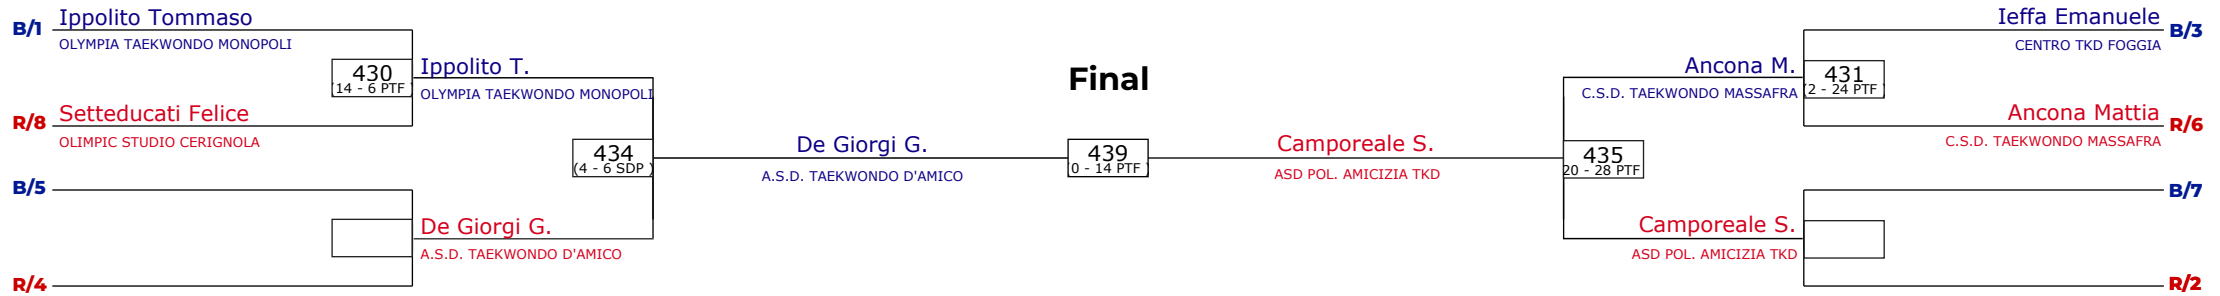 B/1 Ippolito Tommaso
OLYMPIA TAEKWONDO MONOPOLI
430
(14 - 6 PTF )
Ippolito T.
OLYMPIA TAEKWONDO MONOPOLI
R/8 Setteducati Felice
OLIMPIC STUDIO CERIGNOLA
434
(4 - 6 SDP )
B/5
De Giorgi G.
A.S.D. TAEKWONDO D'AMICO
R/4
Final
De Giorgi G.
A.S.D. TAEKWONDO D'AMICO
439
(0 - 14 PTF )
Camporeale S.
ASD POL. AMICIZIA TKD
Ieffa Emanuele B/3
CENTRO TKD FOGGIA
Ancona M.
C.S.D. TAEKWONDO MASSAFRA
431
(2 - 24 PTF )
Ancona Mattia R/6
C.S.D. TAEKWONDO MASSAFRA
435
20 - 28 PTF
B/7
Camporeale S.
ASD POL. AMICIZIA TKD
R/2